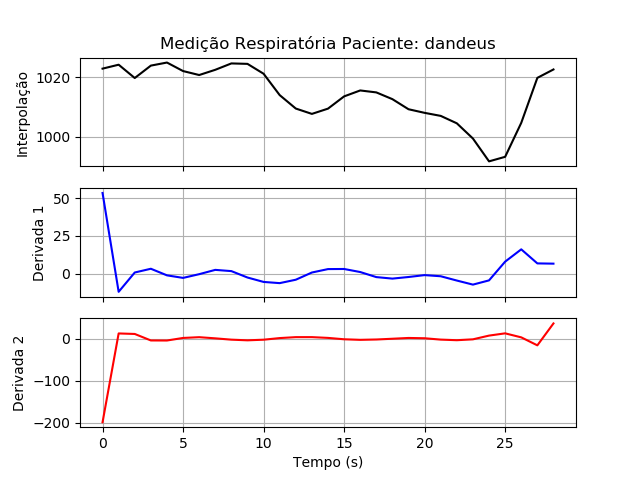 Medição Respiratória Paciente: dandeus
Interpolação
1020
1000
Derivada 1
50
25
0
Derivada 2
0
−100
−200
0 5 10 15 20 25
Tempo (s)